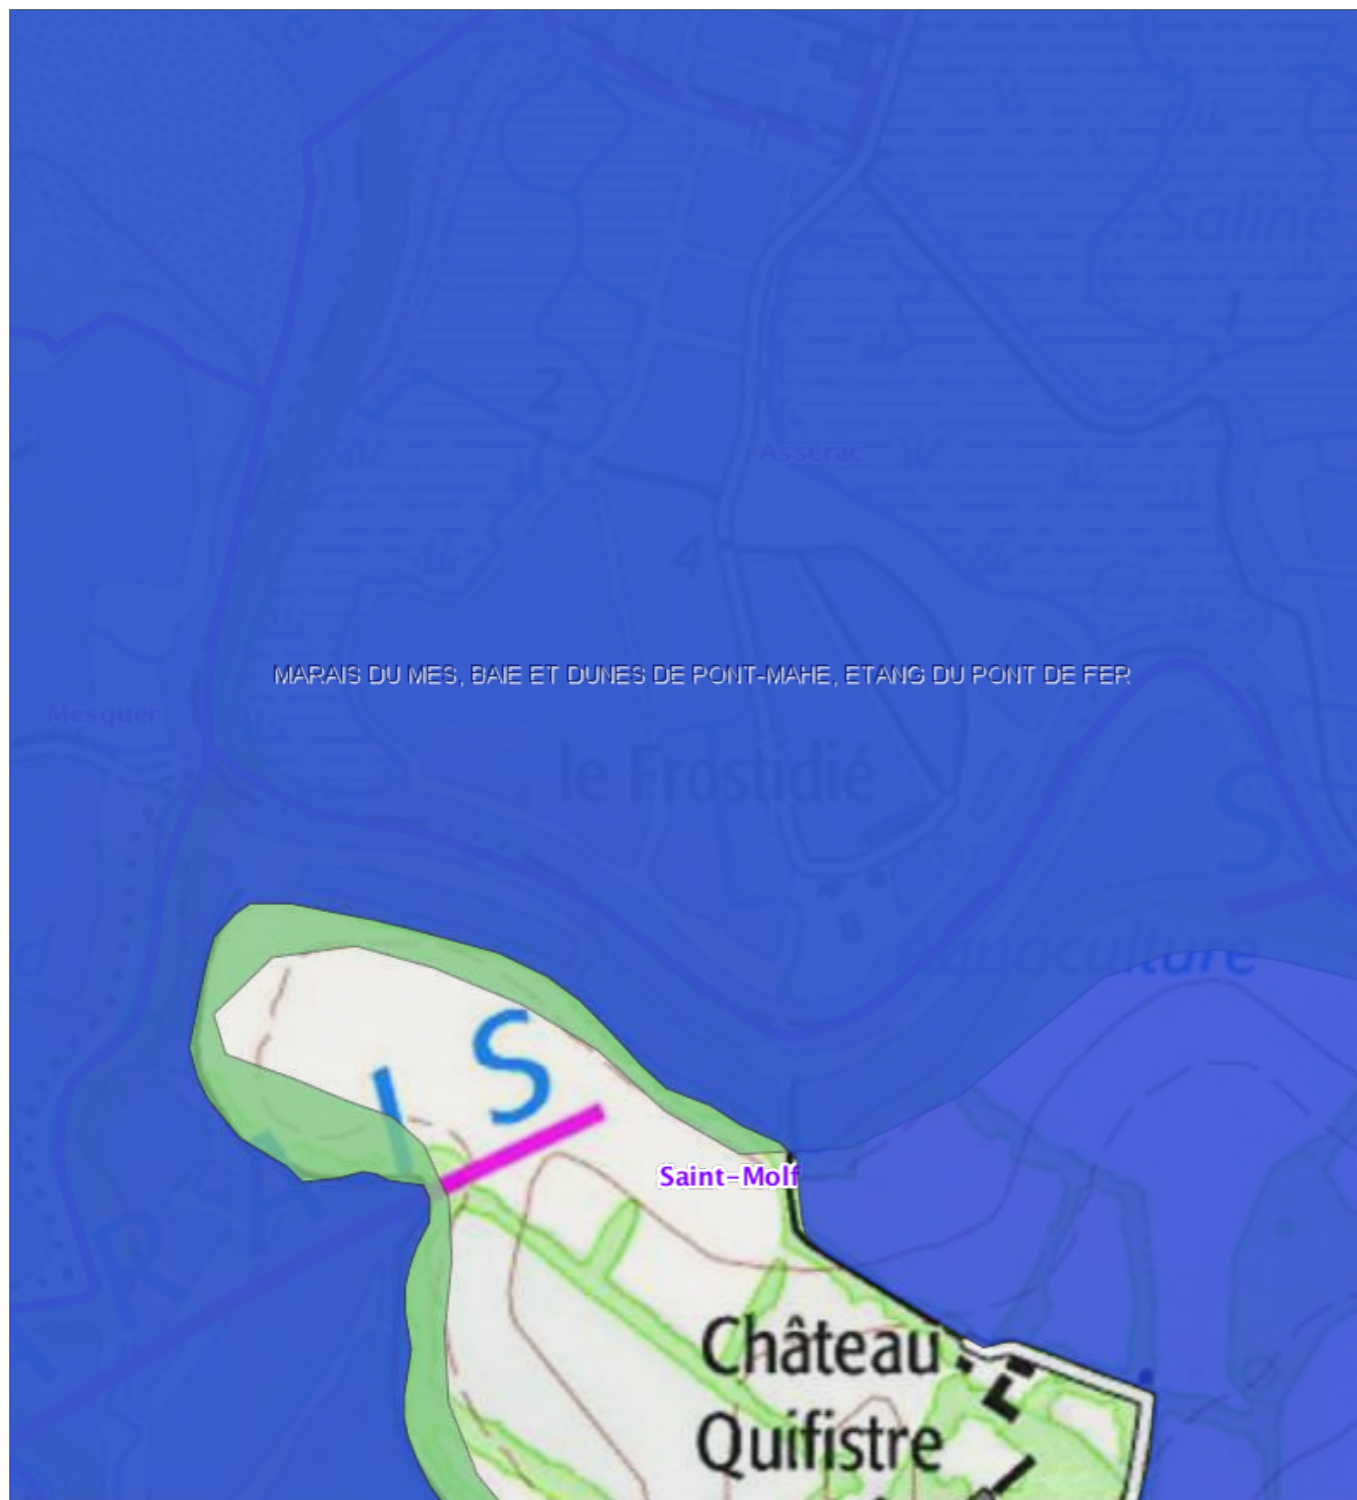 Saline
1
2
Assérac
4
MARAIS DU MES, BAIE ET DUNES DE PONT-MAHE, ETANG DU PONT DE FER
Mesquer
le Frostidié
S
Aquaculture
d
S
I
A
R
Saint-Molf
Château
Quifistre